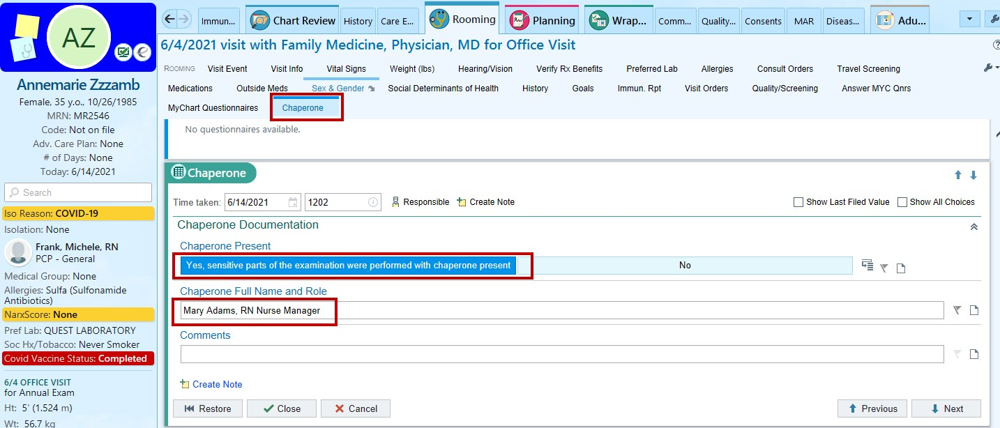 Immun...
Chart Review
History
Care E...
Rooming
Planning
Wrap...
Comm...
Quality...
Consents
MAR
Diseas...
Adu...
6/4/2021 visit with Family Medicine, Physician, MD for Office Visit
ROOMING Visit Event Visit Info Vital Signs Weight (lbs) Hearing/Vision Verify Rx Benefits Preferred Lab Allergies Consult Orders Travel Screening
Medications Outside Meds Sex & Gender Social Determinants of Health History Goals Immun. Rpt Visit Orders Quality/Screening Answer MYC Qnrs
MyChart Questionnaires Chaperone
AZ
Annemarie Zzzamb
Female, 35 y.o., 10/26/1985
MRN: MR2546
Code: Not on file
Adv. Care Plan: None
# of Days: None
Today: 6/14/2021
Search
Iso Reason: COVID-19
Isolation: None
Frank, Michele, RN
PCP - General
Medical Group: None
Allergies: Sulfa (Sulfonamide
Antibiotics)
NarxScore: None
Pref Lab: QUEST LABORATORY
Soc Hx/Tobacco: Never Smoker
Covid Vaccine Status: Completed
6/4 OFFICE VISIT
for Annual Exam
Ht: 5' (1.524 m)
Wt: 56.7 kg
No questionnaires available.
Chaperone
Time taken: 6/14/2021 1202 Responsible Create Note Show Last Filed Value Show All Choices
Chaperone Documentation
Chaperone Present
Yes, sensitive parts of the examination were performed with chaperone present No
Chaperone Full Name and Role
Mary Adams, RN Nurse Manager
Comments
Create Note
Restore Close Cancel Previous Next